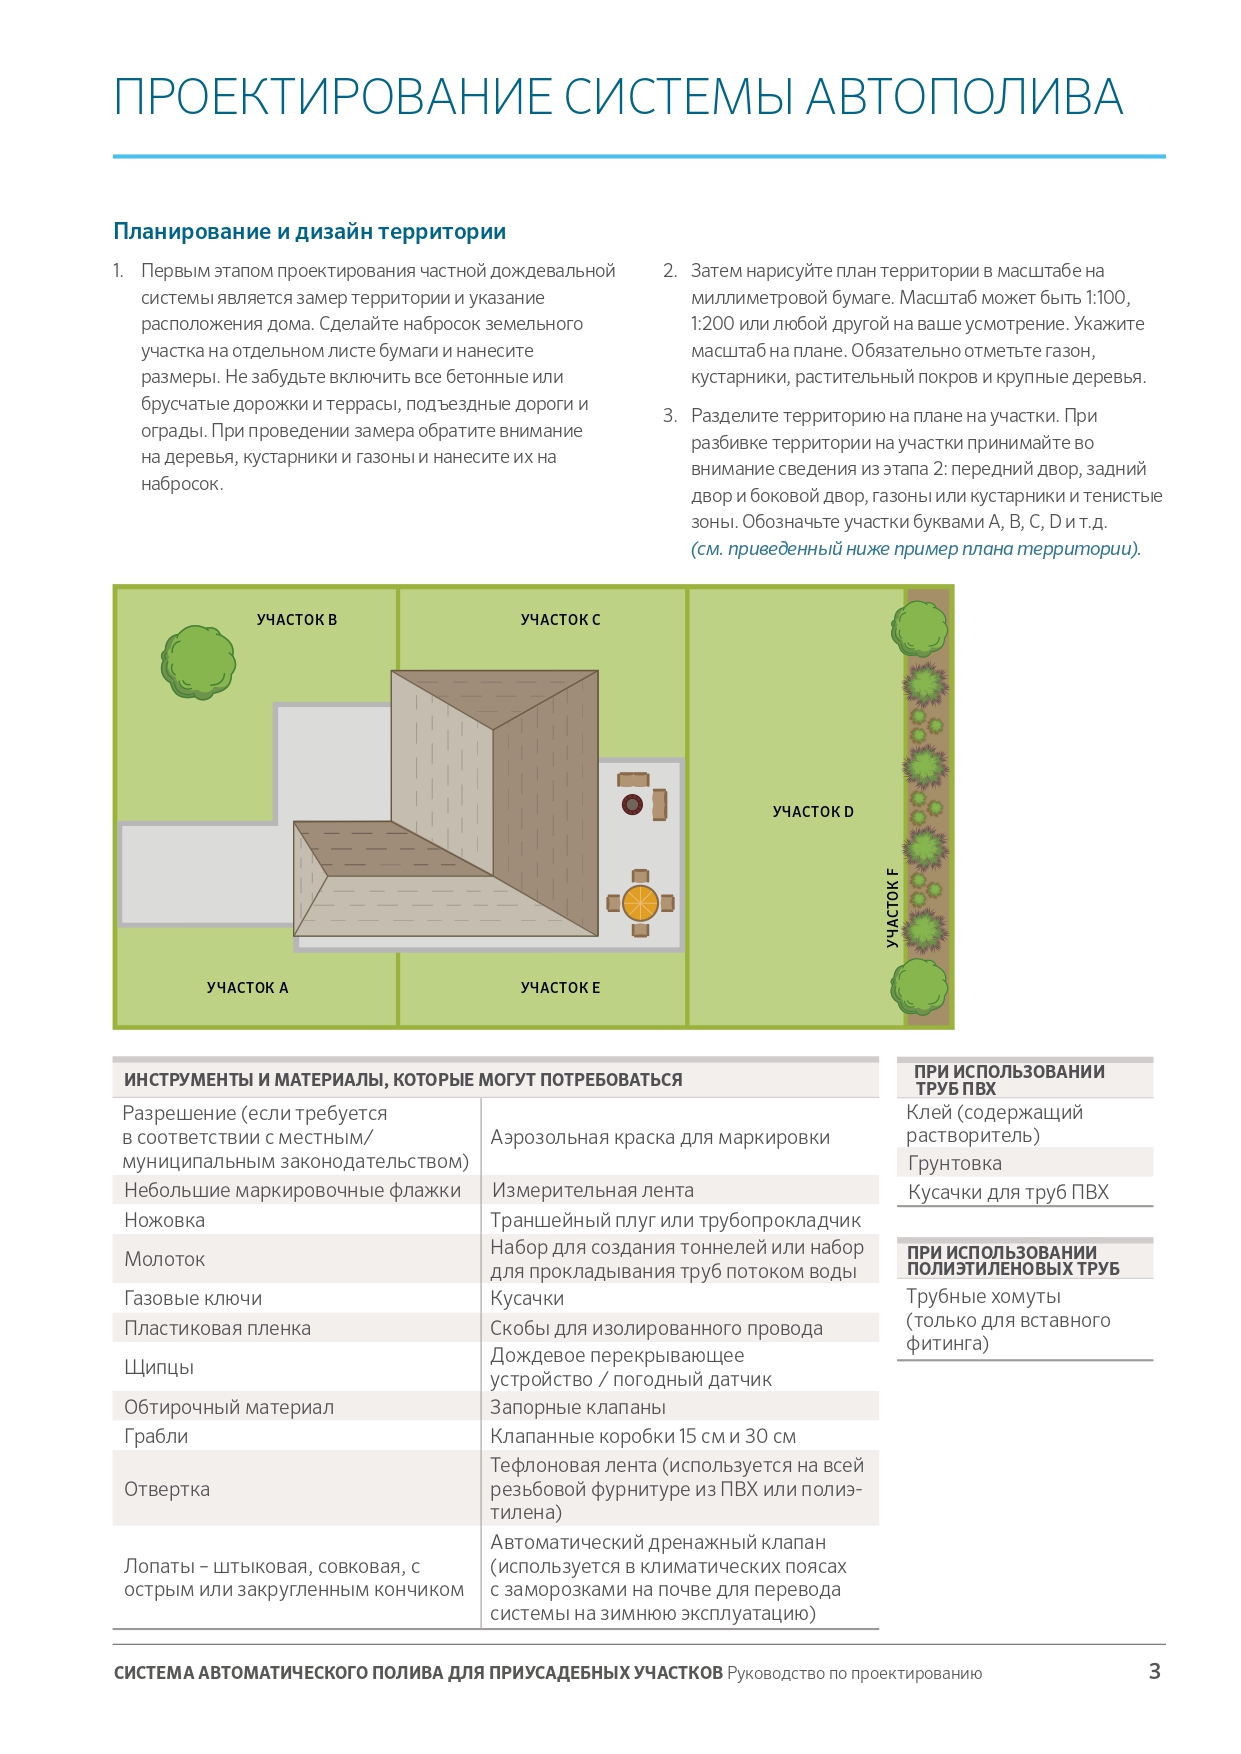 ПРОЕКТИРОВАНИЕ СИСТЕМЫ АВТОПОЛИВА
Планирование и дизайн территории
1. Первым этапом проектирования частной дождевальной
системы является замер территории и указание
расположения дома. Сделайте набросок земельного
участка на отдельном листе бумаги и нанесите
размеры. Не забудьте включить все бетонные или
брусчатые дорожки и террасы, подъездные дороги и
ограды. При проведении замера обратите внимание
на деревья, кустарники и газоны и нанесите их на
набросок.
2. Затем нарисуйте план территории в масштабе на
миллиметровой бумаге. Масштаб может быть 1:100,
1:200 или любой другой на ваше усмотрение. Укажите
масштаб на плане. Обязательно отметьте газон,
кустарники, растительный покров и крупные деревья.
3. Разделите территорию на плане на участки. При
разбивке территории на участки принимайте во
внимание сведения из этапа 2: передний двор, задний
двор и боковой двор, газоны или кустарники и тенистые
зоны. Обозначьте участки буквами A, B, C, D и т.д.
(см. приведенный ниже пример плана территории).
УЧАСТОК B
УЧАСТОК C
УЧАСТОК D
УЧАСТОК F
УЧАСТОК A
УЧАСТОК E
ИНСТРУМЕНТЫ И МАТЕРИАЛЫ, КОТОРЫЕ МОГУТ ПОТРЕБОВАТЬСЯ
Разрешение (если требуется
в соответствии с местным/
муниципальным законодательством)
Аэрозольная краска для маркировки
Небольшие маркировочные флажки
Измерительная лента
Ножовка
Траншейный плуг или трубопрокладчик
Молоток
Набор для создания тоннелей или набор
для прокладывания труб потоком воды
Газовые ключи
Кусачки
Пластиковая пленка
Скобы для изолированного провода
Щипцы
Дождевое перекрывающее
устройство / погодный датчик
Обтирочный материал
Запорные клапаны
Грабли
Клапанные коробки 15 см и 30 см
Отвертка
Тефлоновая лента (используется на всей
резьбовой фурнитуре из ПВХ или полиэ-
тилена)
Лопаты – штыковая, совковая, с
острым или закругленным кончиком
Автоматический дренажный клапан
(используется в климатических поясах
с заморозками на почве для перевода
системы на зимнюю эксплуатацию)
ПРИ ИСПОЛЬЗОВАНИИ
ТРУБ ПВХ
Клей (содержащий
растворитель)
Грунтовка
Кусачки для труб ПВХ
ПРИ ИСПОЛЬЗОВАНИИ
ПОЛИЭТИЛЕНОВЫХ ТРУБ
Трубные хомуты
(только для вставного
фитинга)
СИСТЕМА АВТОМАТИЧЕСКОГО ПОЛИВА ДЛЯ ПРИУСАДЕБНЫХ УЧАСТКОВ Руководство по проектированию 3